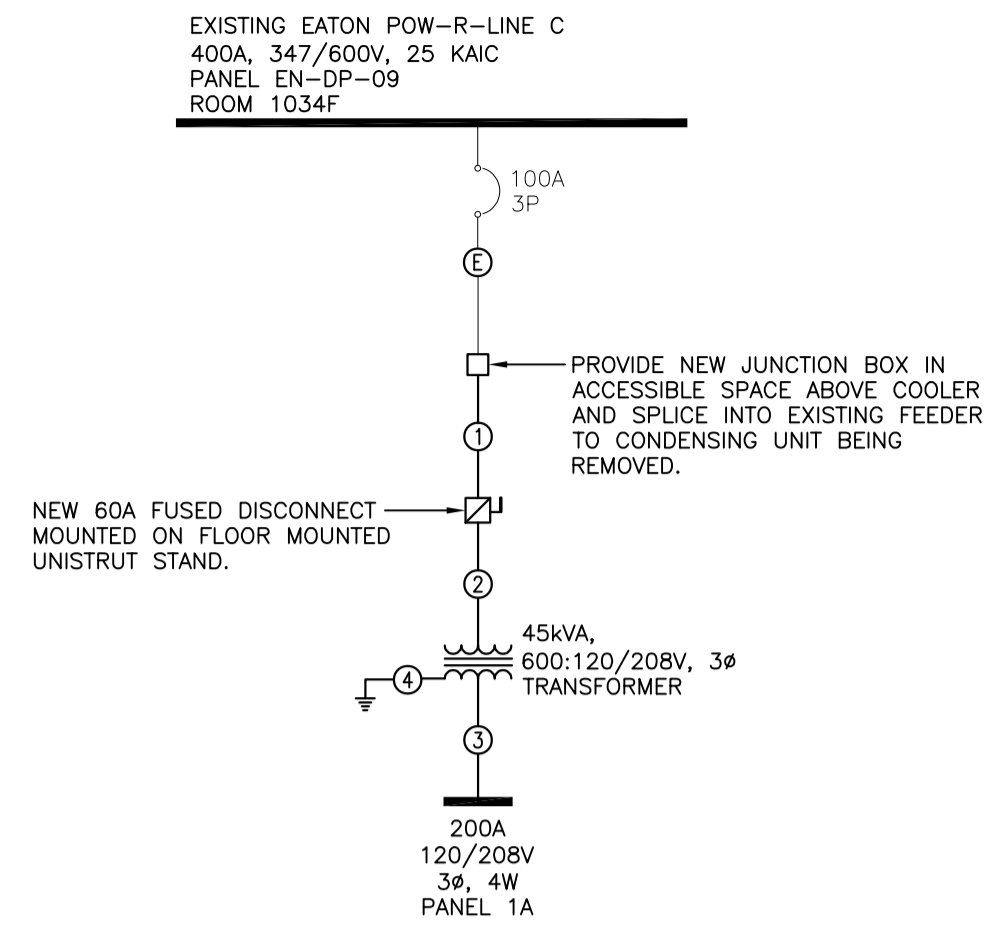 EXISTING EATON POW-R-LINE C
400A, 347/600V, 25 KAIC
PANEL EN-DP-09
ROOM 1034F
100A
3P
E
PROVIDE NEW JUNCTION BOX IN
ACCESSIBLE SPACE ABOVE COOLER
AND SPLICE INTO EXISTING FEEDER
TO CONDENSING UNIT BEING
REMOVED.
1
NEW 60A FUSED DISCONNECT
MOUNTED ON FLOOR MOUNTED
UNISTRUT STAND.
2
45kVA,
600:120/208V, 3ø
TRANSFORMER
4
3
200A
120/208V
3ø, 4W
PANEL 1A